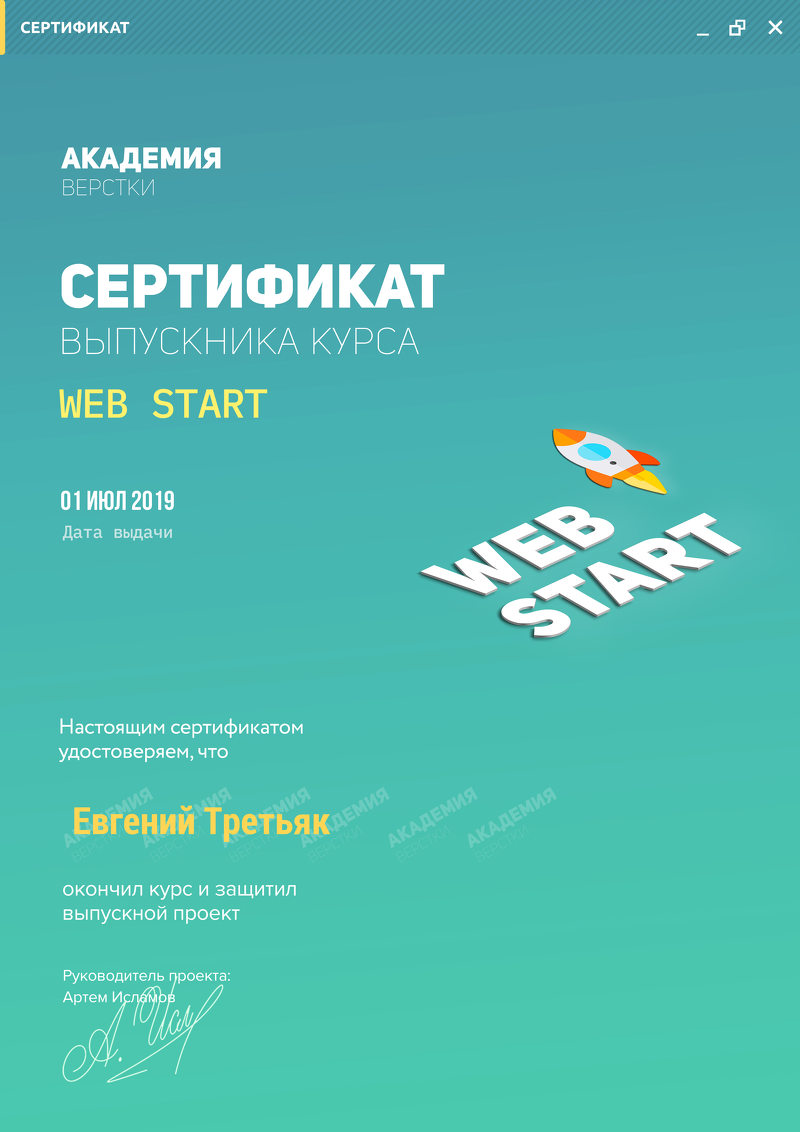 СЕРТИФИКАТ
АКАДЕМИЯ
ВЕРСТКИ
СЕРТИФИКАТ
ВЫПУСКНИКА КУРСА
WEB START
01 ИЮЛ 2019
Дата выдачи
WEB
START
Настоящим сертификатом
удостоверяем, что
АКАДЕМИЯ АКАДЕМИЯ АКАДЕМИЯ АКАДЕМИЯ АКАДЕМИЯ АКАДЕМИЯ
ВЕРСТКИ ВЕРСТКИ ВЕРСТКИ ВЕРСТКИ ВЕРСТКИ ВЕРСТКИ
Евгений Третьяк
окончил курс и защитил
выпускной проект
Руководитель проекта:
Артем Исламов
А. Исл